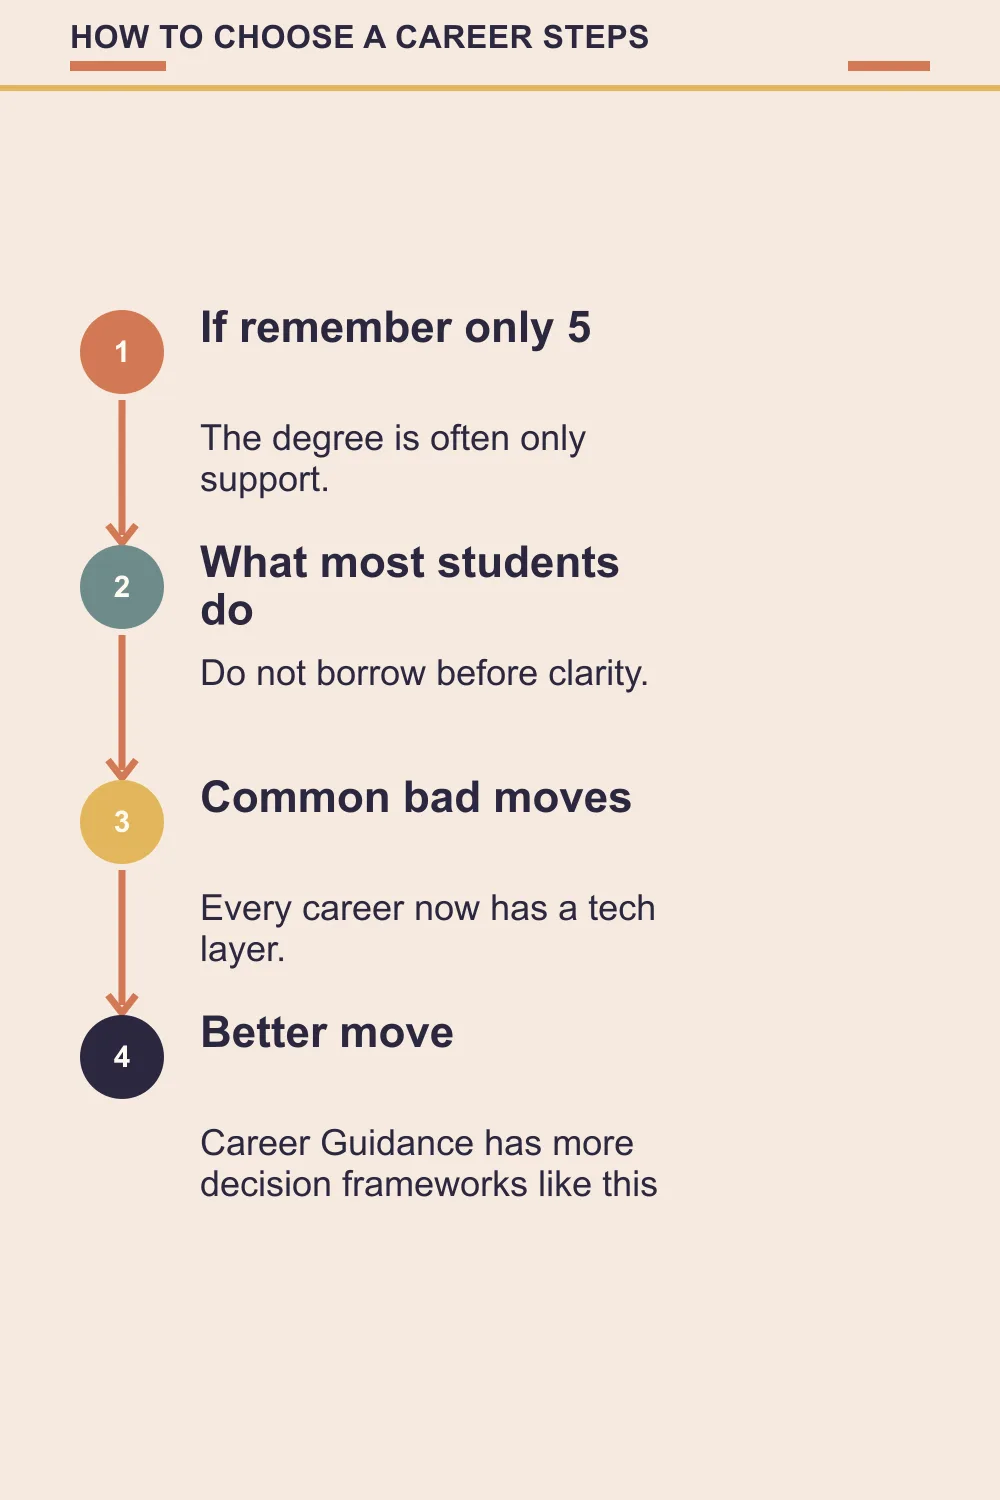 HOW TO CHOOSE A CAREER STEPS
1
If remember only 5
The degree is often only
support.
2
What most students
do
Do not borrow before clarity.
3
Common bad moves
Every career now has a tech
layer.
4
Better move
Career Guidance has more
decision frameworks like this